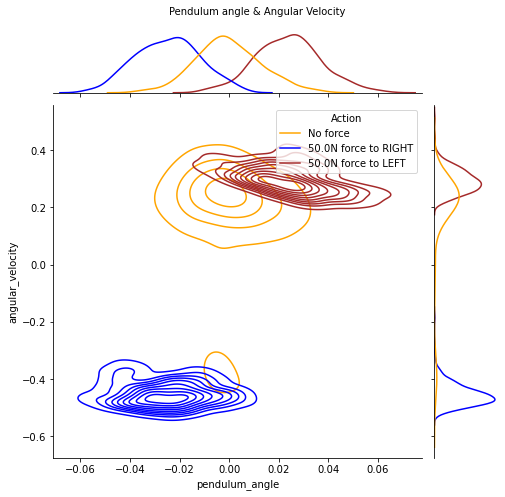 Pendulum angle & Angular Velocity
Action
No force
50.0N force to RIGHT
50.0N force to LEFT
0.4
0.2
0.0
−0.2
−0.4
−0.6
angular_velocity
−0.06 −0.04 −0.02 0.00 0.02 0.04 0.06
pendulum_angle